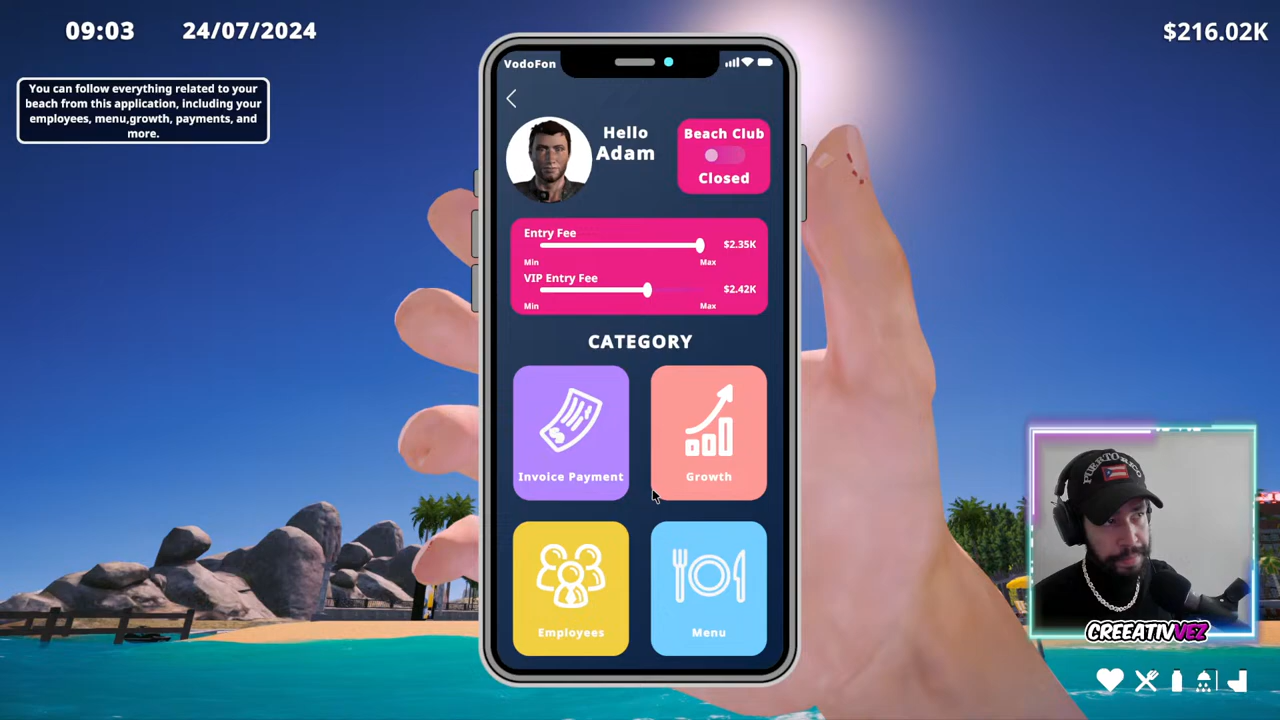 09:03 24/07/2024
$216.02K
You can follow everything related to your
beach from this application, including your
employees, menu,growth, payments, and
more.
VodoFon
Hello
Adam
Beach Club
Closed
Entry Fee
$2.35K
Min Max
VIP Entry Fee
$2.42K
Min Max
CATEGORY
Invoice Payment
Growth
Employees
Menu
PUERTO RICO
CREEATIVVEZ